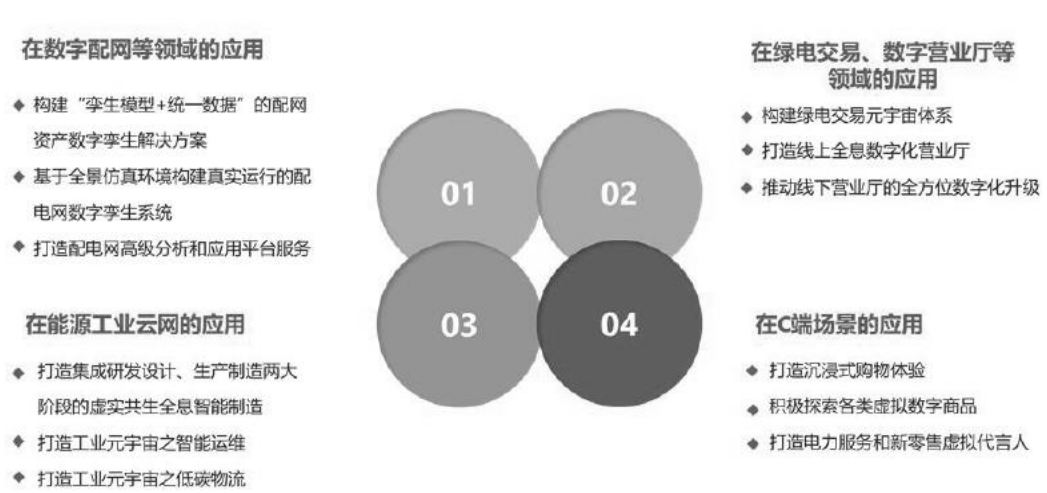 在数字配网等领域的应用
◆ 构建“孪生模型+统一数据”的配网
资产数字孪生解决方案
◆ 基于全景仿真环境构建真实运行的配
电网数字孪生系统
◆ 打造配电网高级分析和应用平台服务
在绿电交易、数字营业厅等
领域的应用
◆ 构建绿电交易元宇宙体系
◆ 打造线上全息数字化营业厅
◆ 推动线下营业厅的全方位数字化升级
01
02
03
04
在能源工业云网的应用
◆ 打造集成研发设计、生产制造两大
阶段的虚实共生全息智能制造
◆ 打造工业元宇宙之智能运维
◆ 打造工业元宇宙之低碳物流
在C端场景的应用
◆ 打造沉浸式购物体验
◆ 积极探索各类虚拟数字商品
◆ 打造电力服务和新零售虚拟代言人